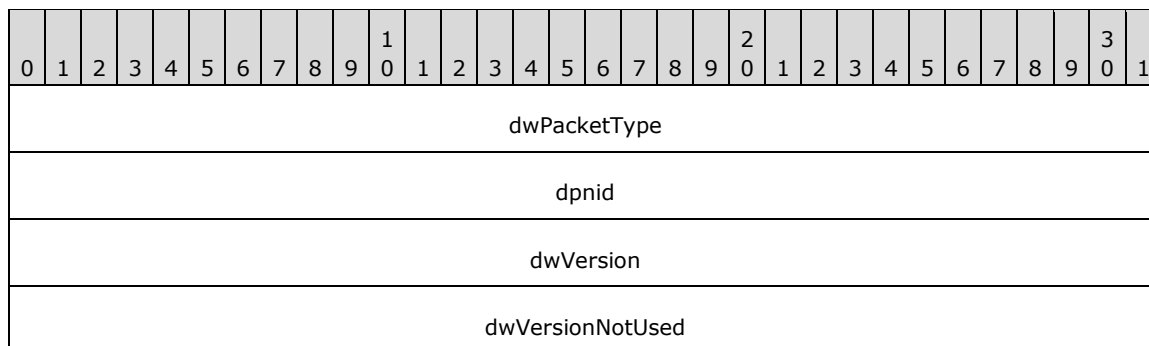 1 2 3
0 1 2 3 4 5 6 7 8 9 0 1 2 3 4 5 6 7 8 9 0 1 2 3 4 5 6 7 8 9 0 1
dwPacketType
dpnid
dwVersion
dwVersionNotUsed